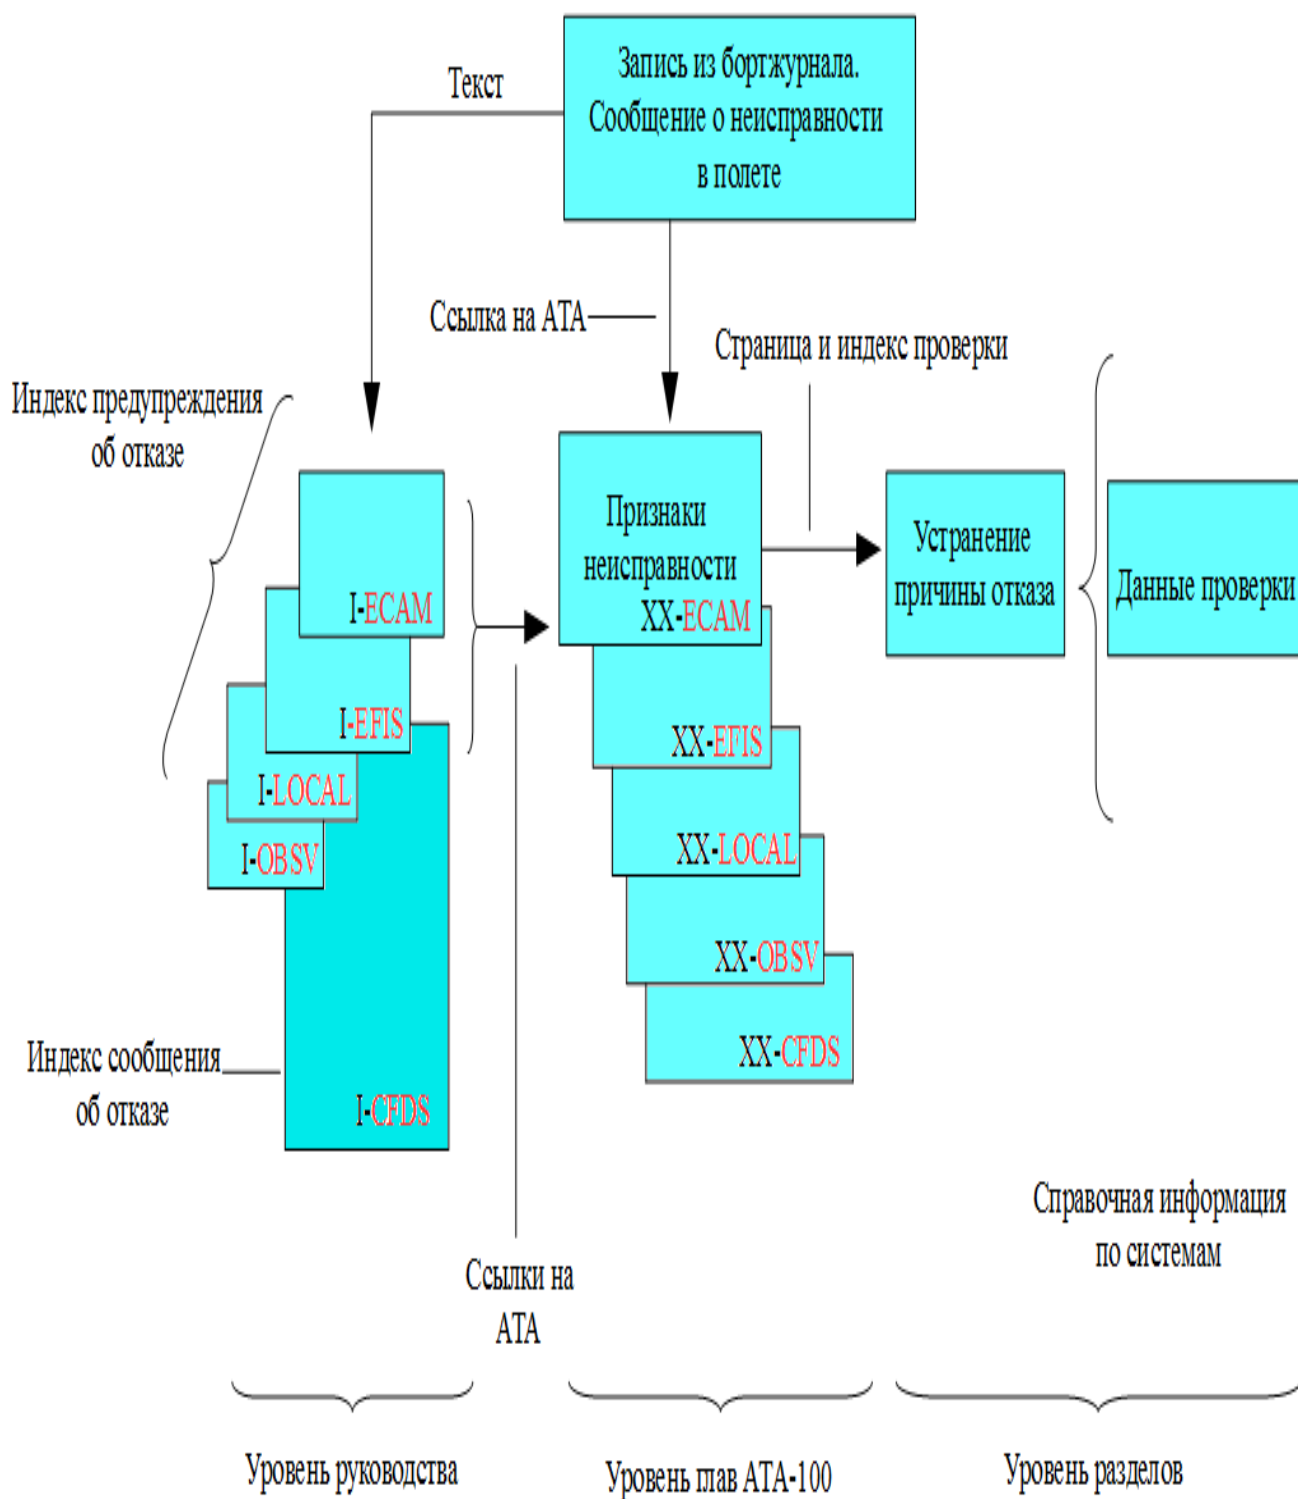 Запись из бортжурнала.
Сообщение о неисправности
в полете
Текст
Ссылка на АТА
Страница и индекс проверки
Индекс предупреждения
об отказе
Признаки
неисправности
XX-ECAM
Устранение
причины отказа
Данные проверки
I-ECAM
I-EFIS
I-LOCAL
I-OBSV
XX-EFIS
XX-LOCAL
XX-OBSV
XX-CFDS
Индекс сообщения
об отказе
I-CFDS
Справочная информация
по системам
Ссылки на
АТА
Уровень руководства
Уровень глав АТА-100
Уровень разделов